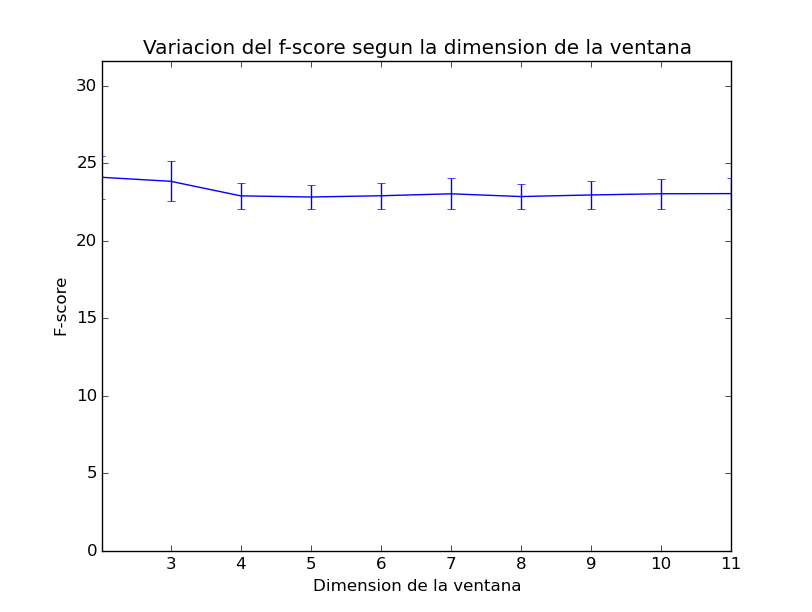 Variacion del f-score segun la dimension de la ventana
30
25
20
15
10
5
0
F-score
3 4 5 6 7 8 9 10 11
Dimension de la ventana